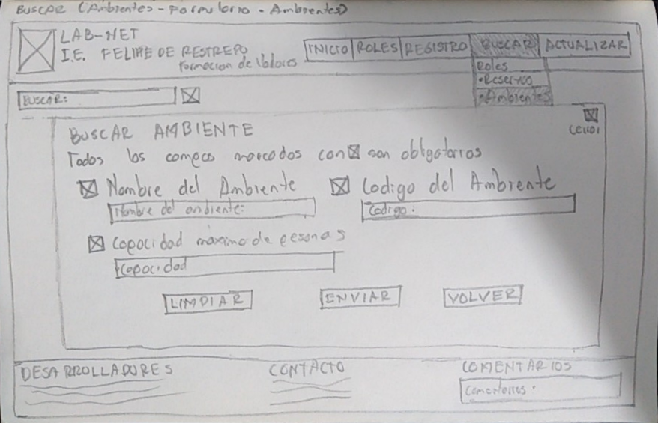 BUSCAR (Ambientes - Formulario - Ambientes)
LAB-NET
I.E. FELIPE DE RESTREPO
Formacion de Valores
INICIO ROLES REGISTRO BUSCAR ACTUALIZAR
Roles
•Reservas
•Ambientes
BUSCAR:
BUSCAR AMBIENTE
Todos los campos marcados con son obligatorios
Nombre del Ambiente
Codigo del Ambiente
Nombre del ambiente:
Codigo.
Capacidad maxima de personas
Capacidad
LIMPIAR ENVIAR VOLVER
DESARROLLADORES CONTACTO COMENTARIOS
Comentarios.